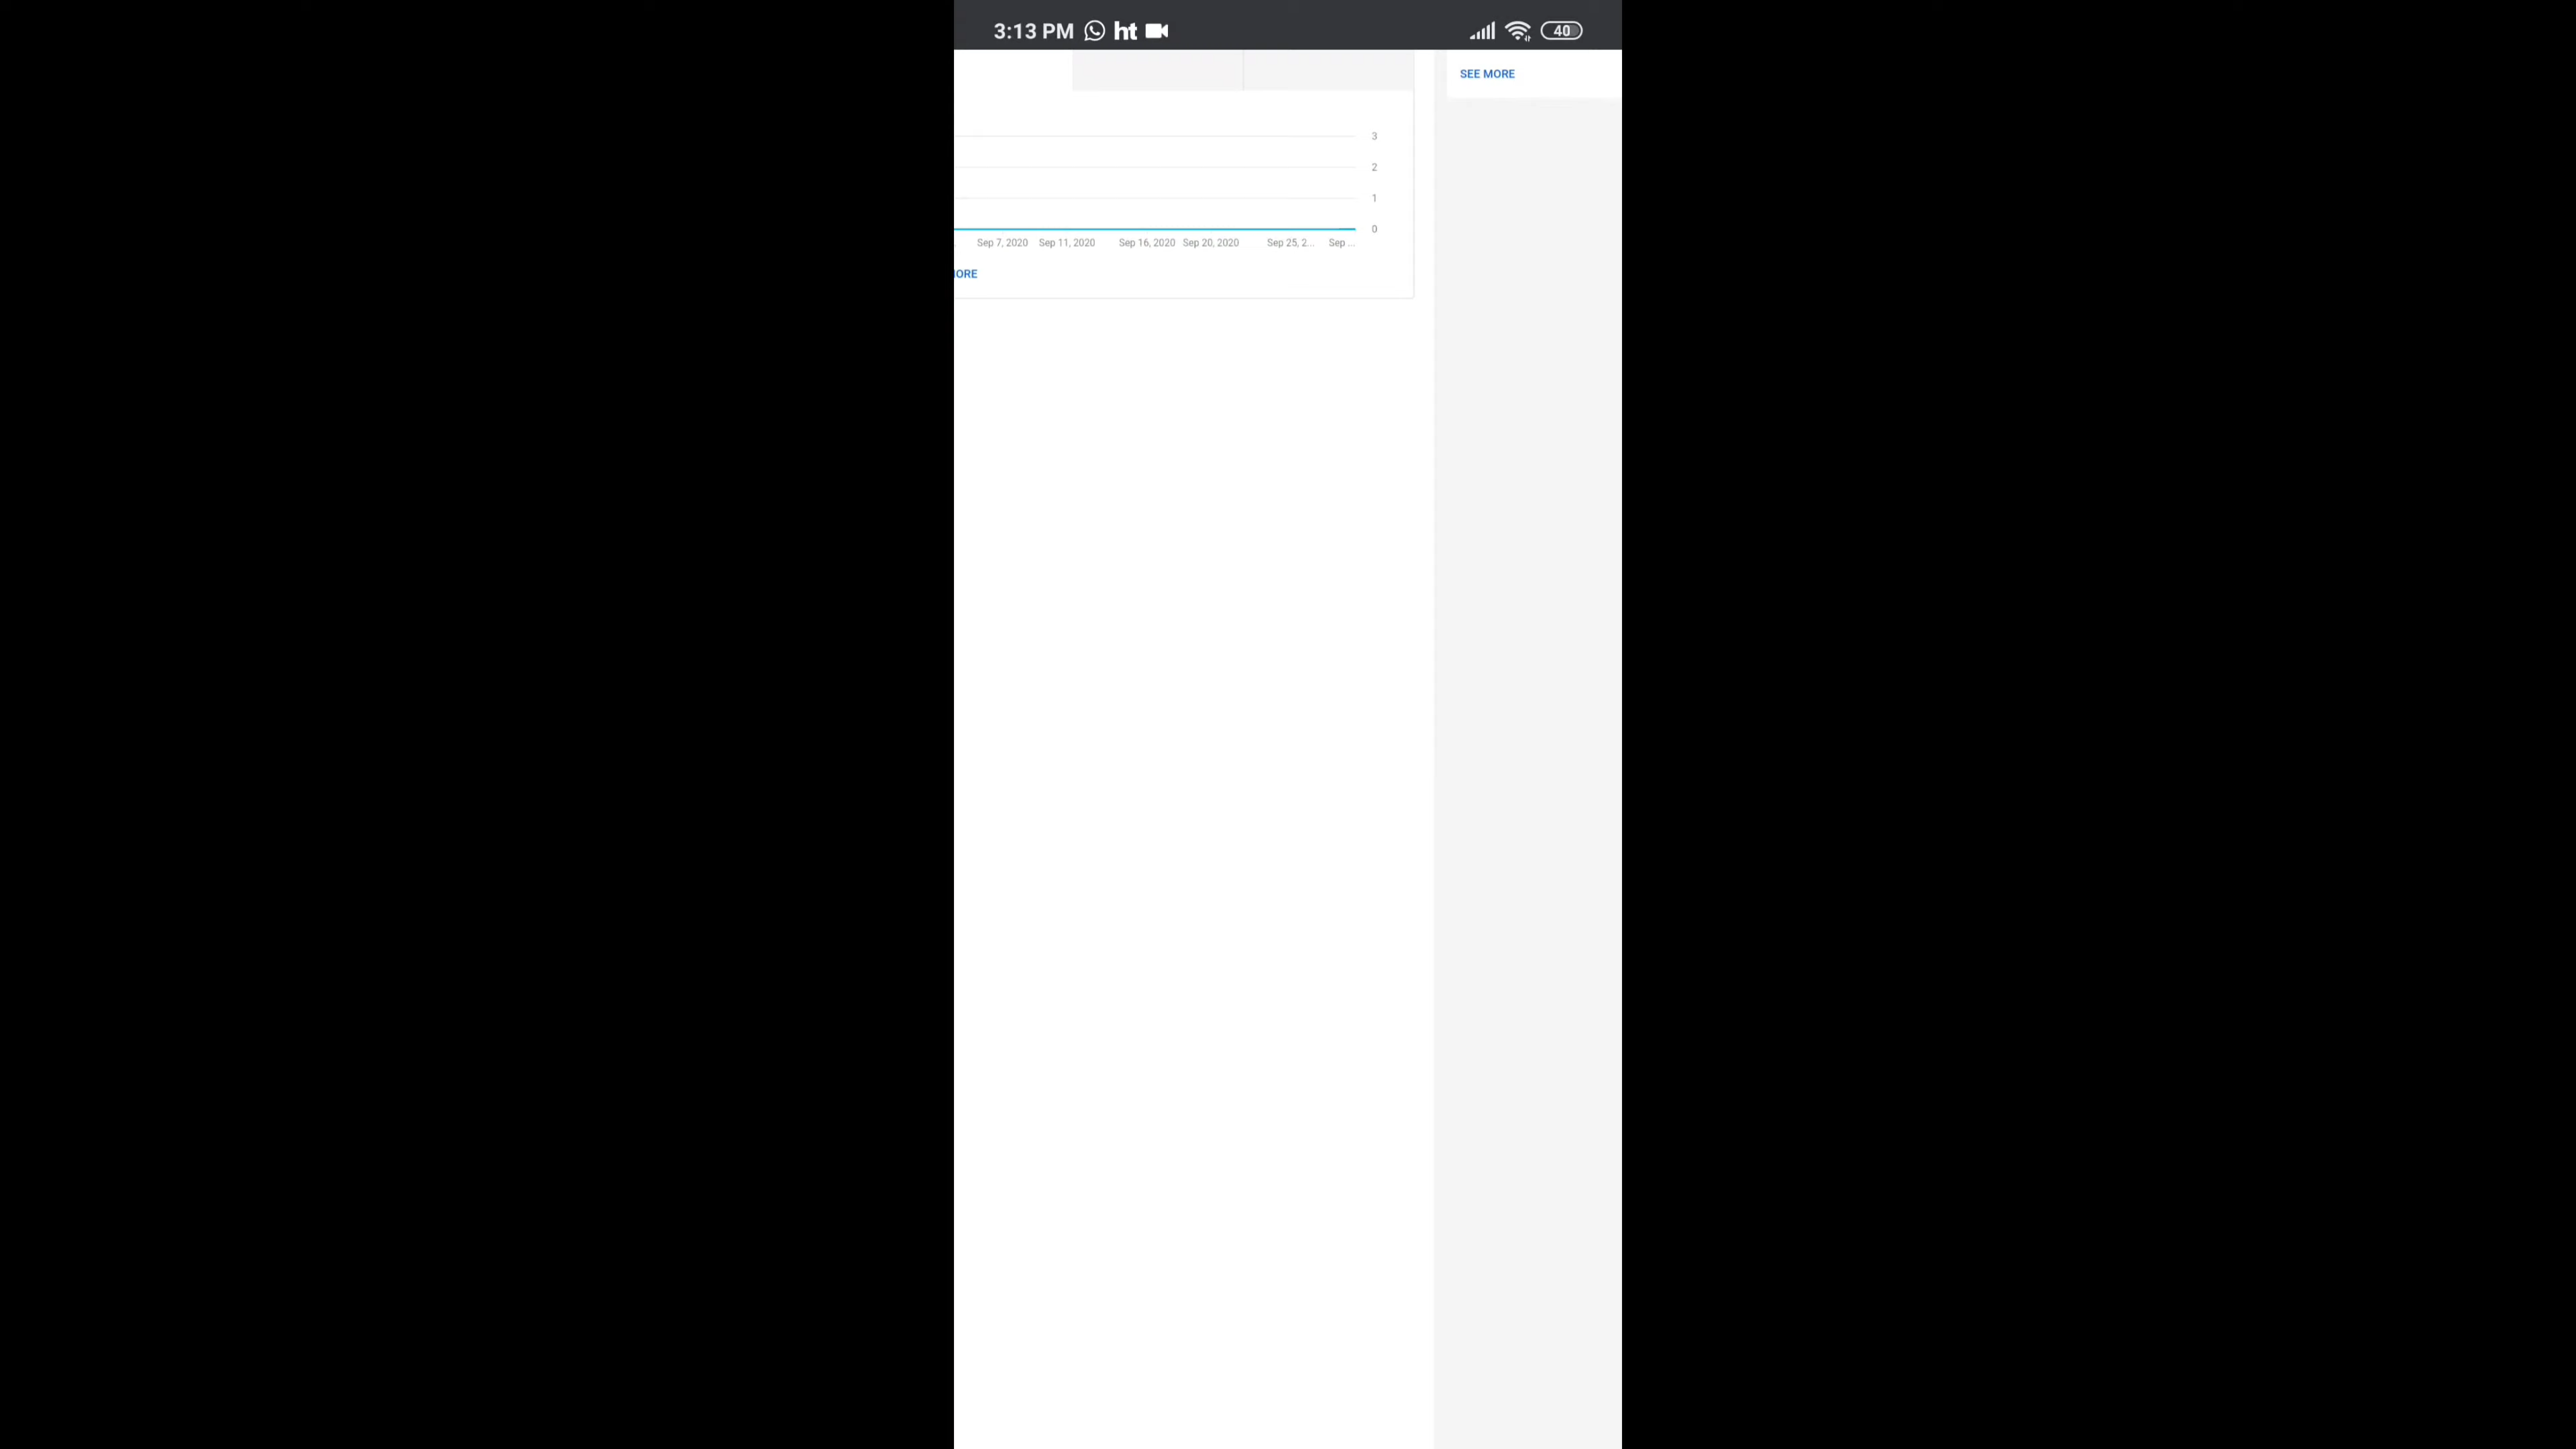 3:13 PM ht 40
SEE MORE
3
2
1
0
Sep 7, 2020 Sep 11, 2020 Sep 16, 2020 Sep 20, 2020 Sep 25, 2... Sep ...
ORE